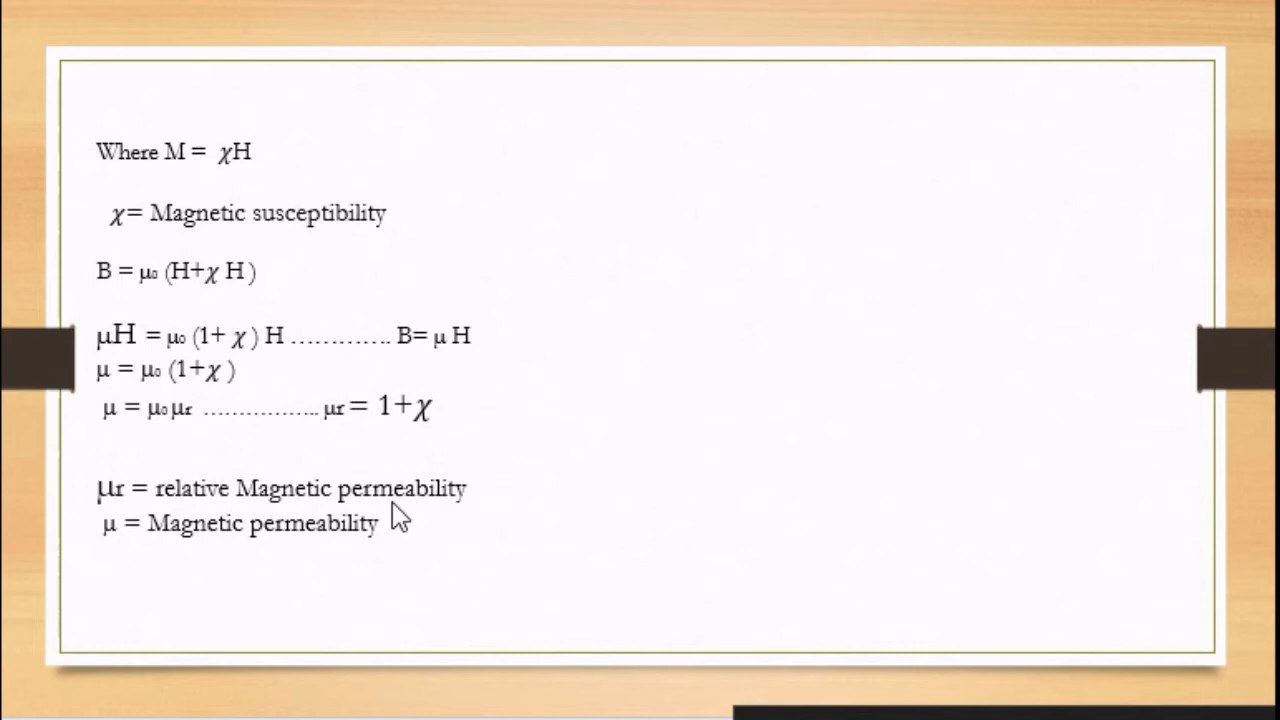 Where M = χH
χ= Magnetic susceptibility
B = μ₀ (H+χ H )
μH = μ₀ (1+ χ ) H …………. B= μ H
μ = μ₀ (1+χ )
μ = μ₀ μr …………….. μr = 1+χ
μr = relative Magnetic permeability
μ = Magnetic permeability